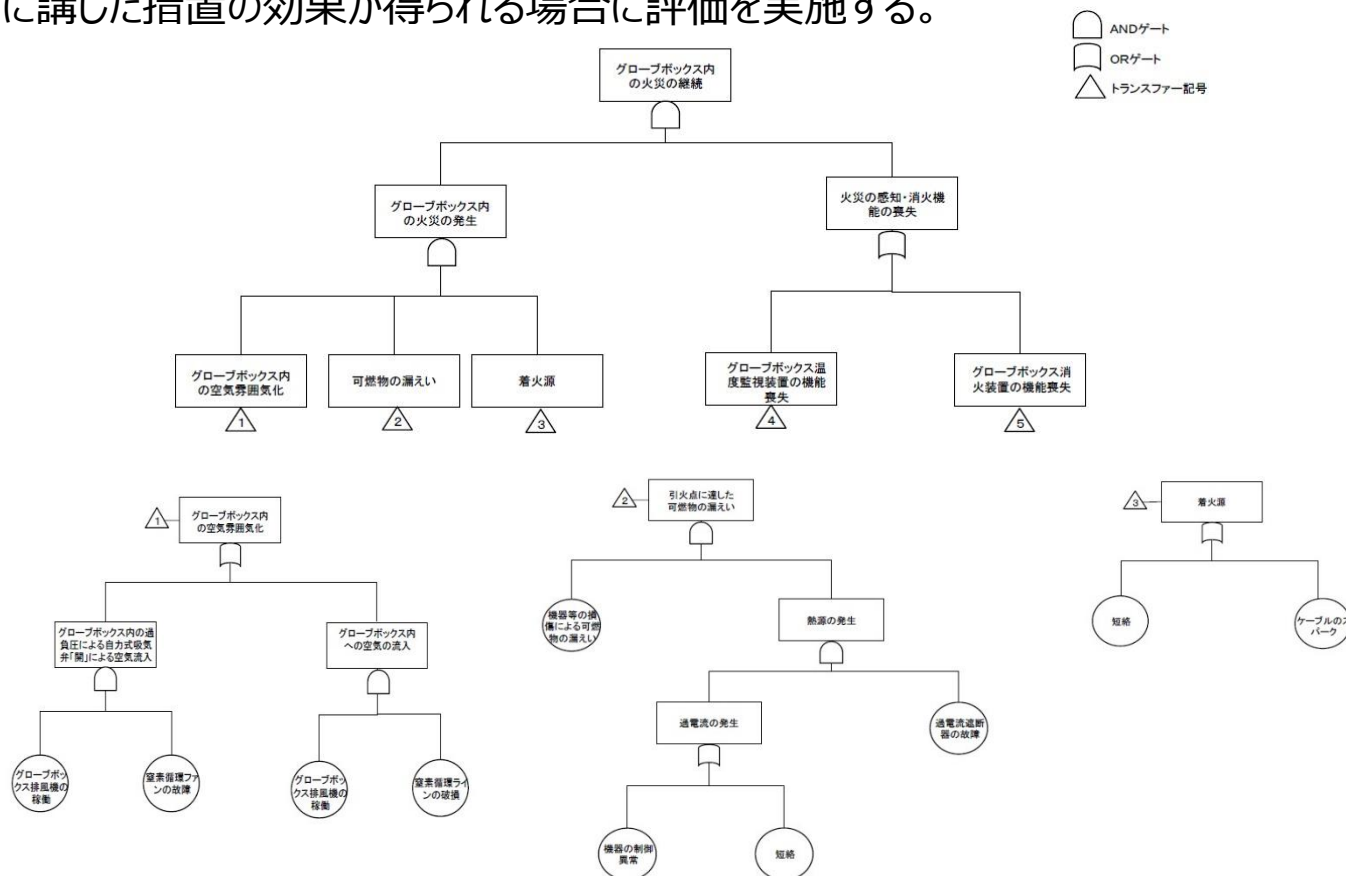 に講じた措置の効果が得られる場合に評価を実施する。
ANDゲート
ORゲート
トランスファー記号
グローブボックス内
の火災の継続
グローブボックス内
の火災の発生
火災の感知・消火機
能の喪失
グローブボックス内
の空気雰囲気化
可燃物の漏えい
着火源
グローブボックス温
度監視装置の機能
喪失
グローブボックス消
火装置の機能喪失
1
2
3
4
5
1
グローブボックス内
の空気雰囲気化
グローブボックス内の過
負圧による自力式吸気
弁「開」による空気流入
グローブボックス内
への空気の流入
グローブボッ
クス排風機の
稼働
窒素循環ファ
ンの故障
グローブボッ
クス排風機の
稼働
窒素循環ライ
ンの破損
2
引火点に達した
可燃物の漏えい
機器等の損
傷による可燃
物の漏えい
熱源の発生
過電流の発生
過電流遮断
器の故障
機器の制御
異常
短絡
3
着火源
短絡
ケーブルのス
パーク